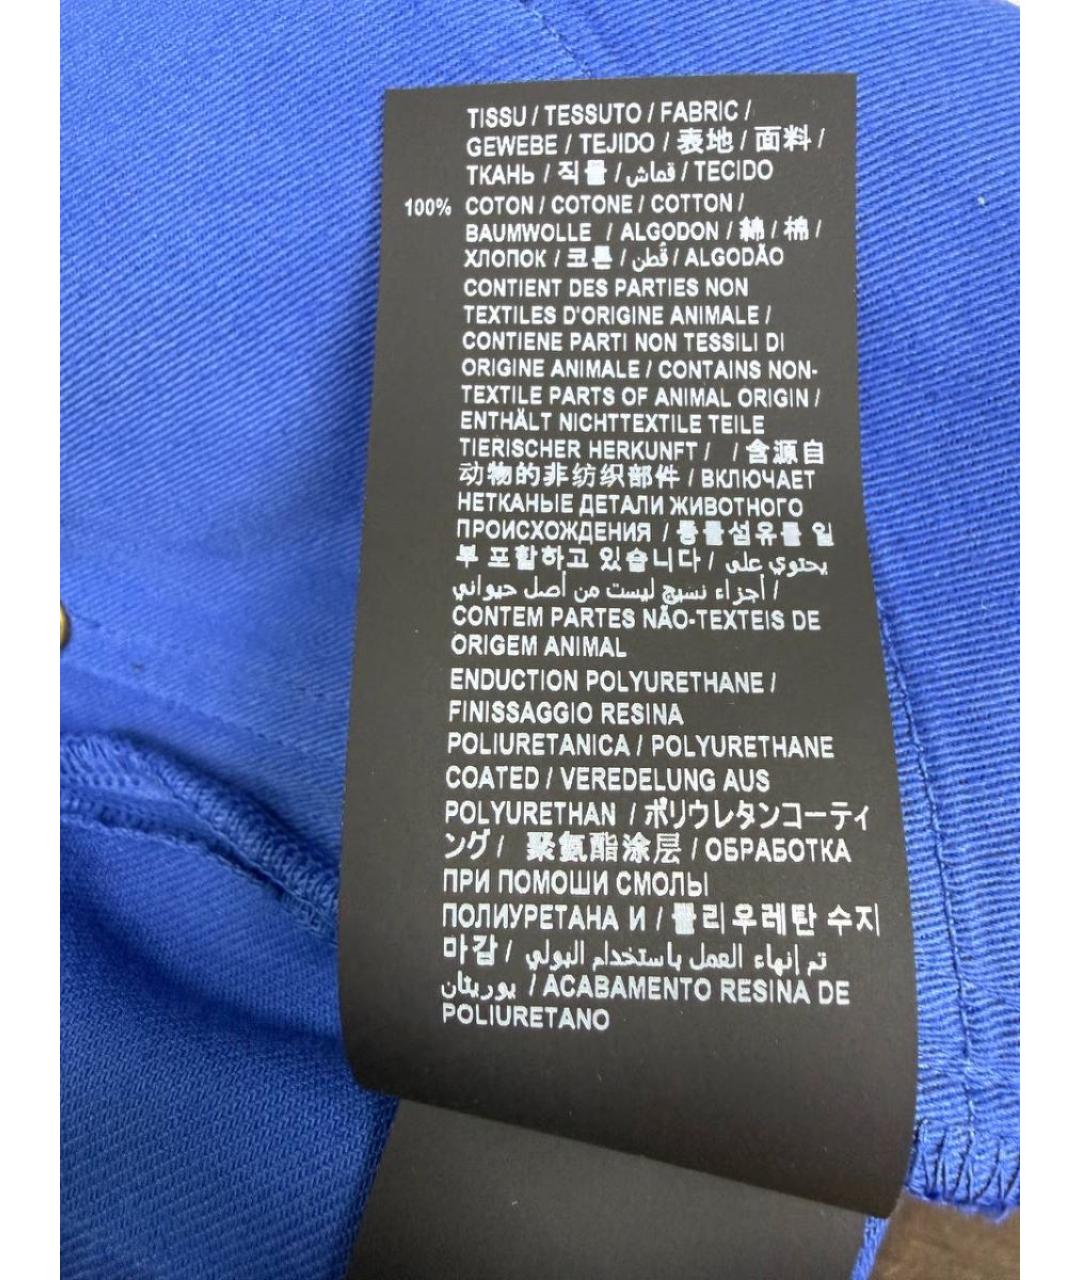 TISSU / TESSUTO / FABRIC /
GEWEBE / TEJIDO / 表地 / 面料 /
ТКАНЬ / 직물 / قماش / TECIDO
100% COTON / COTONE / COTTON /
BAUMWOLLE / ALGODON / 綿 / 棉 /
ХЛОПОК / 코튼 / قُطن / ALGODÃO
CONTIENT DES PARTIES NON
TEXTILES D'ORIGINE ANIMALE /
CONTIENE PARTI NON TESSILI DI
ORIGINE ANIMALE / CONTAINS NON-
TEXTILE PARTS OF ANIMAL ORIGIN /
ENTHÄLT NICHTTEXTILE TEILE
TIERISCHER HERKUNFT / / 含源自
动物的非纺织部件 / ВКЛЮЧАЕТ
НЕТКАНЫЕ ДЕТАЛИ ЖИВОТНОГО
ПРОИСХОЖДЕНИЯ / 동물섬유를 일
부 포함하고 있습니다 / يحتوي على
أجزاء نسيج ليست من أصل حيواني /
CONTEM PARTES NÃO-TEXTEIS DE
ORIGEM ANIMAL
ENDUCTION POLYURETHANE /
FINISSAGGIO RESINA
POLIURETANICA / POLYURETHANE
COATED / VEREDELUNG AUS
POLYURETHAN / ポリウレタンコーティ
ング / 聚氨酯涂层 / ОБРАБОТКА
ПРИ ПОМОШИ СМОЛЫ
ПОЛИУРЕТАНА И / 폴리우레탄 수지
마감 / تم إنهاء العمل باستخدام البولي
يوريثان / ACABAMENTO RESINA DE
POLIURETANO